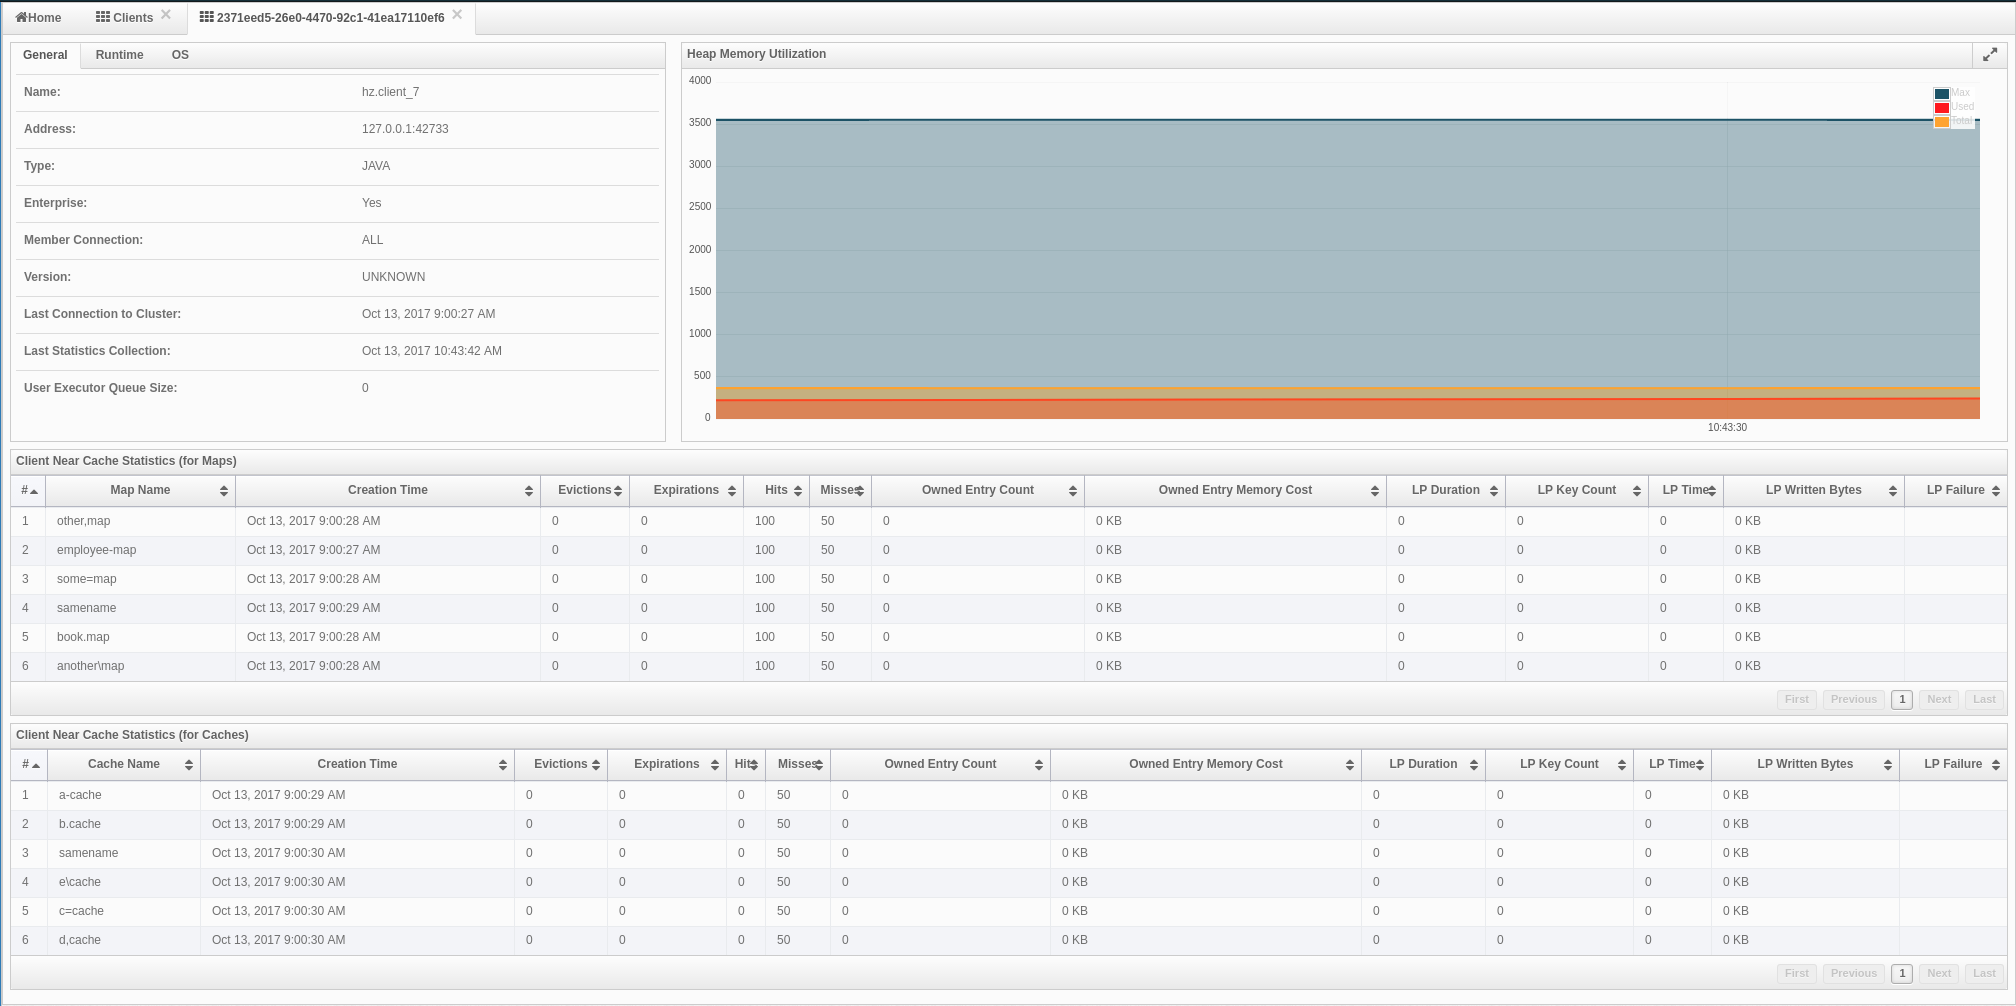 Home Clients 2371eed5-26e0-4470-92c1-41ea17110ef6
General Runtime OS
Name: hz.client_7
Address: 127.0.0.1:42733
Type: JAVA
Enterprise: Yes
Member Connection: ALL
Version: UNKNOWN
Last Connection to Cluster: Oct 13, 2017 9:00:27 AM
Last Statistics Collection: Oct 13, 2017 10:43:42 AM
User Executor Queue Size: 0
Heap Memory Utilization
4000
3500
3000
2500
2000
1500
1000
500
0
Max
Used
Total
10:43:30
Client Near Cache Statistics (for Maps)
# Map Name Creation Time Evictions Expirations Hits Misses Owned Entry Count Owned Entry Memory Cost LP Duration LP Key Count LP Time LP Written Bytes LP Failure
1 other,map Oct 13, 2017 9:00:28 AM 0 0 100 50 0 0 KB 0 0 0 0 KB
2 employee-map Oct 13, 2017 9:00:27 AM 0 0 100 50 0 0 KB 0 0 0 0 KB
3 some=map Oct 13, 2017 9:00:28 AM 0 0 100 50 0 0 KB 0 0 0 0 KB
4 samename Oct 13, 2017 9:00:29 AM 0 0 100 50 0 0 KB 0 0 0 0 KB
5 book.map Oct 13, 2017 9:00:28 AM 0 0 100 50 0 0 KB 0 0 0 0 KB
6 another\map Oct 13, 2017 9:00:28 AM 0 0 100 50 0 0 KB 0 0 0 0 KB
First Previous 1 Next Last
Client Near Cache Statistics (for Caches)
# Cache Name Creation Time Evictions Expirations Hits Misses Owned Entry Count Owned Entry Memory Cost LP Duration LP Key Count LP Time LP Written Bytes LP Failure
1 a-cache Oct 13, 2017 9:00:29 AM 0 0 0 50 0 0 KB 0 0 0 0 KB
2 b.cache Oct 13, 2017 9:00:29 AM 0 0 0 50 0 0 KB 0 0 0 0 KB
3 samename Oct 13, 2017 9:00:30 AM 0 0 0 50 0 0 KB 0 0 0 0 KB
4 e\cache Oct 13, 2017 9:00:30 AM 0 0 0 50 0 0 KB 0 0 0 0 KB
5 c=cache Oct 13, 2017 9:00:30 AM 0 0 0 50 0 0 KB 0 0 0 0 KB
6 d,cache Oct 13, 2017 9:00:30 AM 0 0 0 50 0 0 KB 0 0 0 0 KB
First Previous 1 Next Last